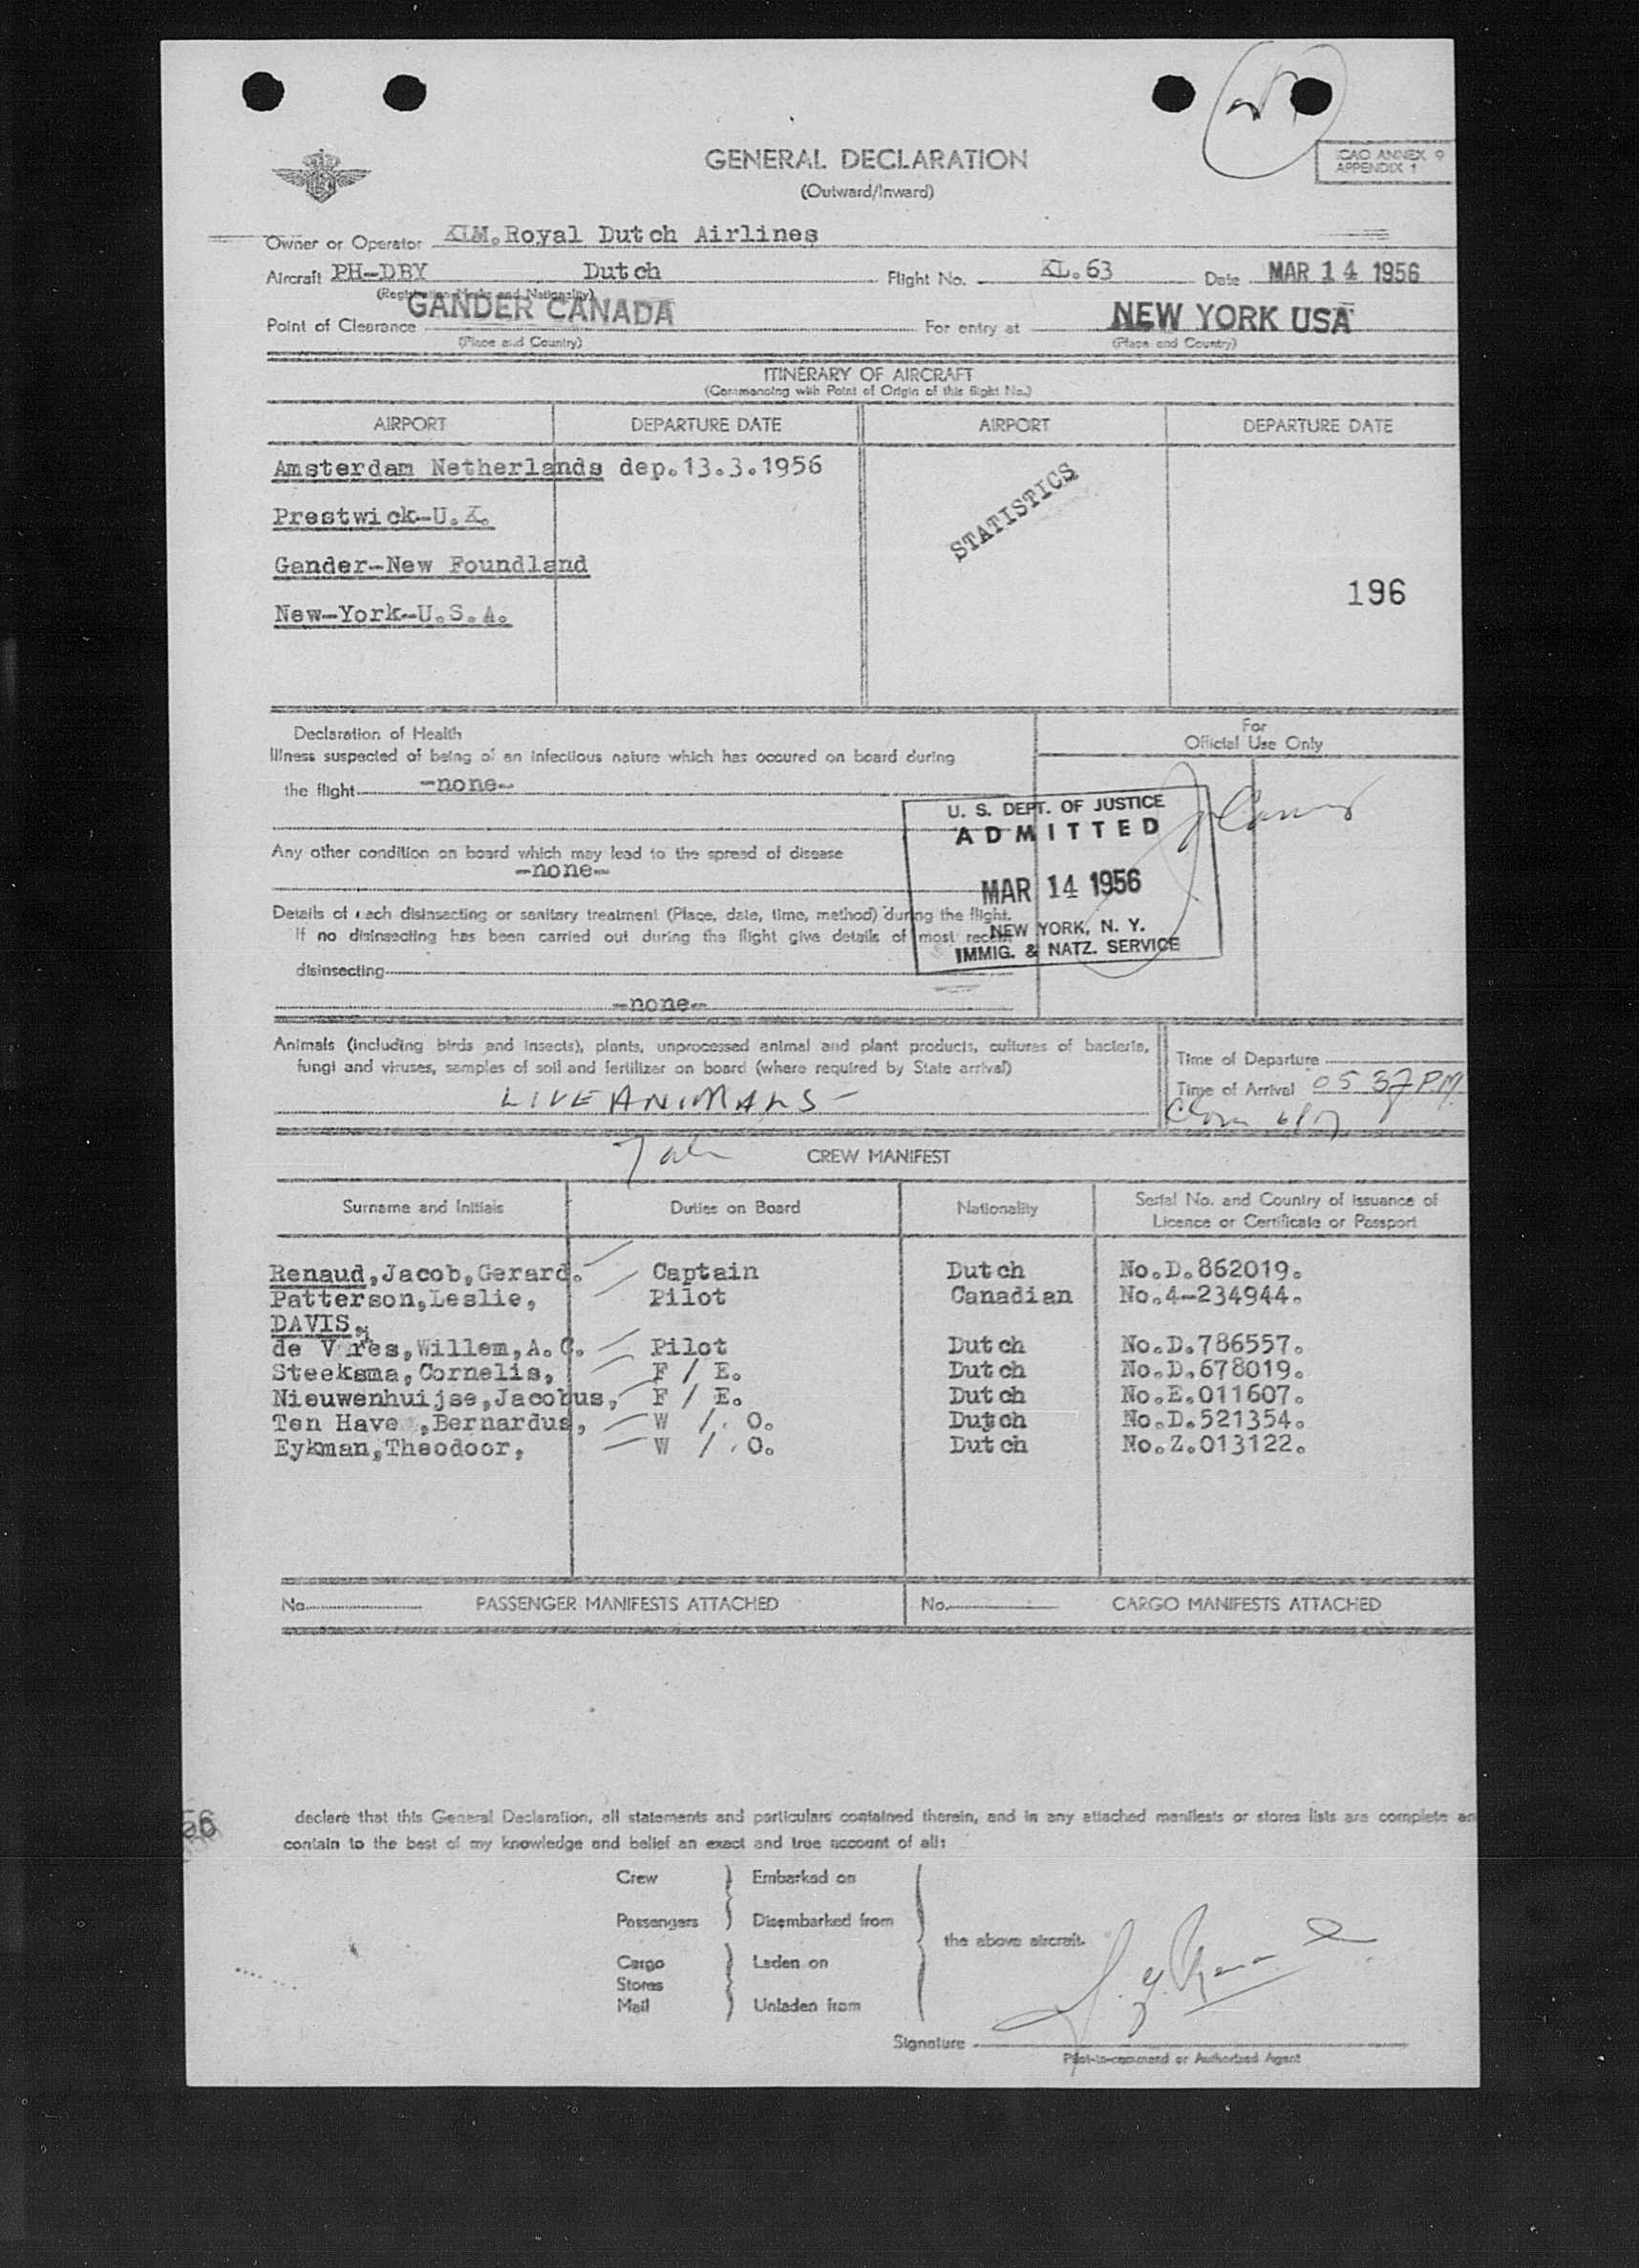 GENERAL DECLARATION
(Outward/Inward)
ICAO ANNEX 9
APPENDIX 1
Owner or Operator KLM.Royal Dutch Airlines
Aircraft PH-DBY Dutch Flight No. KL.63 Date MAR 14 1956
(Registration Marks and Nationality)
Point of Clearance GANDER CANADA For entry at NEW YORK USA
(Place and Country) (Place and Country)
ITINERARY OF AIRCRAFT
(Commencing with Point of Origin of this flight No.)
AIRPORT DEPARTURE DATE AIRPORT DEPARTURE DATE
Amsterdam Netherlands dep.13.3.1956
STATISTICS
Prestwick-U.K.
Gander-New Foundland
196
New-York-U.S.A.
Declaration of Health
For
Official Use Only
Illness suspected of being of an infectious nature which has occured on board during
the flight -none-
U. S. DEPT. OF JUSTICE
ADMITTED
MAR 14 1956
NEW YORK, N. Y.
IMMIG. & NATZ. SERVICE
Any other condition on board which may lead to the spread of disease
-none-
Details of each disinsecting or sanitary treatment (Place, date, time, method) during the flight.
If no disinsecting has been carried out during the flight give details of most recent
disinsecting
-none-
Animals (including birds and insects), plants, unprocessed animal and plant products, cultures of bacteria,
fungi and viruses, samples of soil and fertilizer on board (where required by State arrival)
LIVE ANIMALS -
Time of Departure
Time of Arrival 05 37 PM
CREW MANIFEST
Surname and Initials Duties on Board Nationality Serial No. and Country of issuance of
Licence or Certificate or Passport
Renaud,Jacob,Gerard. Captain Dutch No.D.862019.
Patterson,Leslie, Pilot Canadian No.4-234944.
DAVIS,
de Vres,Willem,A.C. Pilot Dutch No.D.786557.
Steeksma,Cornelis, F / E. Dutch No.D.678019.
Nieuwenhuijse,Jacobus, F / E. Dutch No.E.011607.
Ten Have ,Bernardus, W / O. Dutch No.D.521354.
Eykman,Theodoor, W / O. Dutch No.Z.013122.
No. PASSENGER MANIFESTS ATTACHED No. CARGO MANIFESTS ATTACHED
56
declare that this General Declaration, all statements and particulars contained therein, and in any attached manifests or stores lists are complete an
contain to the best of my knowledge and belief an exact and true account of all:
Crew } Embarked on
Passengers } Disembarked from
the above aircraft.
Cargo } Laden on
Stores
Mail } Unladen from
Signature
Pilot-in-command or Authorized Agent